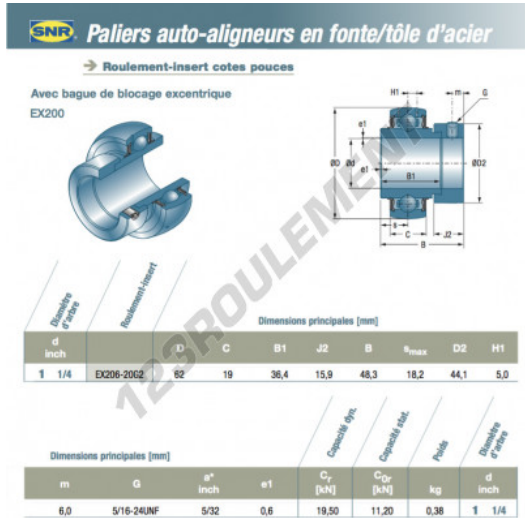 SNR
Paliers auto-aligneurs en fonte/tôle d'acier
Roulement-insert cotes pouces
Avec bague de blocage excentrique
EX200
H1 m G
e1
ØD Ød e1 B1 ØD2
s
C J2
B
123ROULEMENT
Diamètre d'arbre Roulement-insert
Dimensions principales [mm]
d inch D C B1 J2 B smax D2 H1
1 1/4 EX206-20G2 62 19 36,4 15,9 48,3 18,2 44,1 5,0
Dimensions principales [mm] Capacité dyn. Capacité stat. Poids Diamètre d'arbre
m G a* inch e1 Cr [kN] C0r [kN] kg d inch
6,0 5/16-24UNF 5/32 0,6 19,50 11,20 0,38 1 1/4